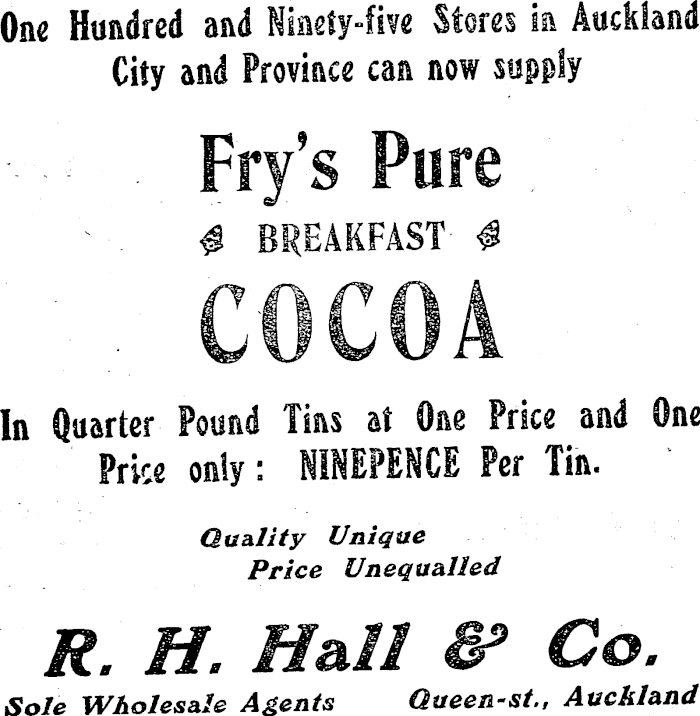 One Hundred and Ninety-five Stores in Auckland
City and Province can now supply
Fry's Pure
BREAKFAST
COCOA
In Quarter Pound Tins at One Price and One
Price only: NINEPENCE Per Tin.
Quality Unique
Price Unequalled
R. H. Hall & Co.
Sole Wholesale Agents Queen-st., Auckland